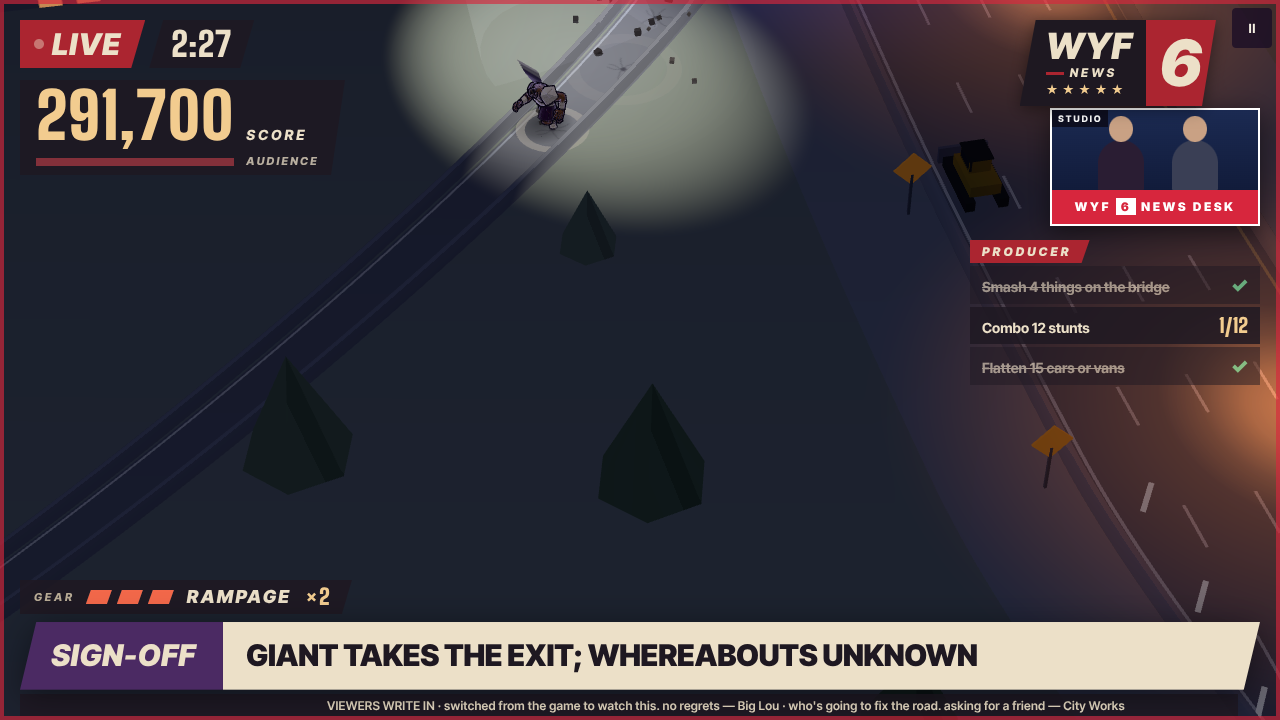 LIVE
2:27
291,700 SCORE
AUDIENCE
WYF
NEWS
★★★★★
6
STUDIO
WYF 6 NEWS DESK
PRODUCER
Smash 4 things on the bridge
Combo 12 stunts 1/12
Flatten 15 cars or vans
GEAR RAMPAGE ×2
SIGN-OFF
GIANT TAKES THE EXIT; WHEREABOUTS UNKNOWN
VIEWERS WRITE IN · switched from the game to watch this. no regrets — Big Lou · who's going to fix the road. asking for a friend — City Works